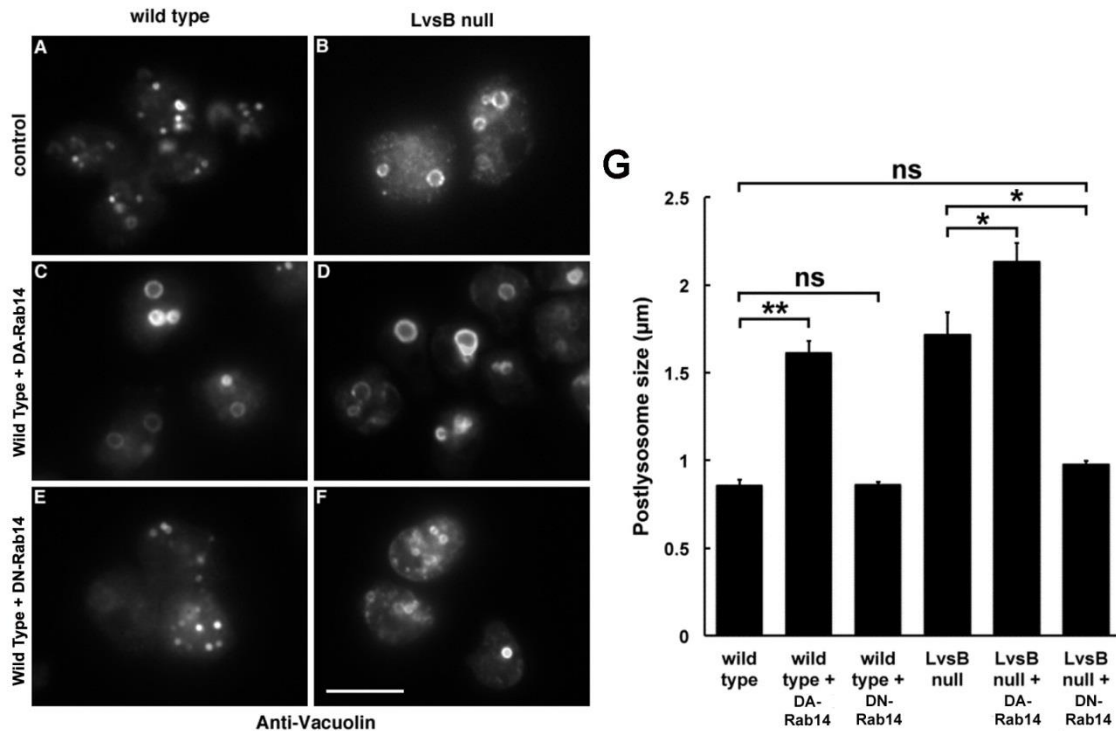 wild type
LvsB null
control
A
B
Wild Type + DA-Rab14
C
D
Wild Type + DN-Rab14
E
F
Anti-Vacuolin
G
ns
*
*
ns
**
Postlysosome size (µm)
2.5
2
1.5
1
0.5
0
wild
type
wild
type +
DA-
Rab14
wild
type +
DN-
Rab14
LvsB
null
LvsB
null +
DA-
Rab14
LvsB
null +
DN-
Rab14